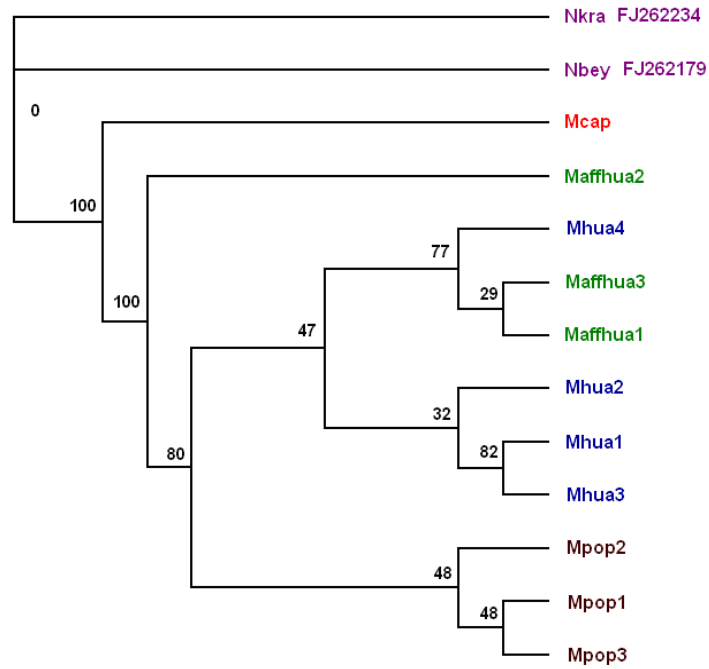 Nkra FJ262234
Nbey FJ262179
0
Mcap
Maffhua2
100
Mhua4
77
Maffhua3
29
100
47
Maffhua1
Mhua2
32
Mhua1
82
80
Mhua3
Mpop2
48
Mpop1
48
Mpop3